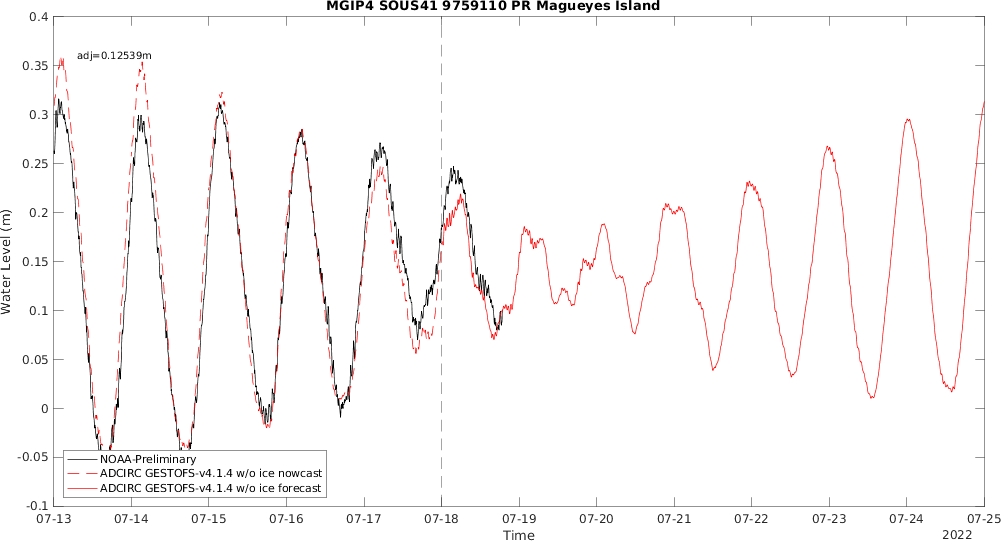 MGIP4 SOUS41 9759110 PR Magueyes Island
adj=0.12539m
0.4
0.35
0.3
0.25
0.2
0.15
0.1
0.05
0
-0.05
-0.1
Water Level (m)
NOAA-Preliminary
ADCIRC GESTOFS-v4.1.4 w/o ice nowcast
ADCIRC GESTOFS-v4.1.4 w/o ice forecast
07-13 07-14 07-15 07-16 07-17 07-18 07-19 07-20 07-21 07-22 07-23 07-24 07-25
Time
2022